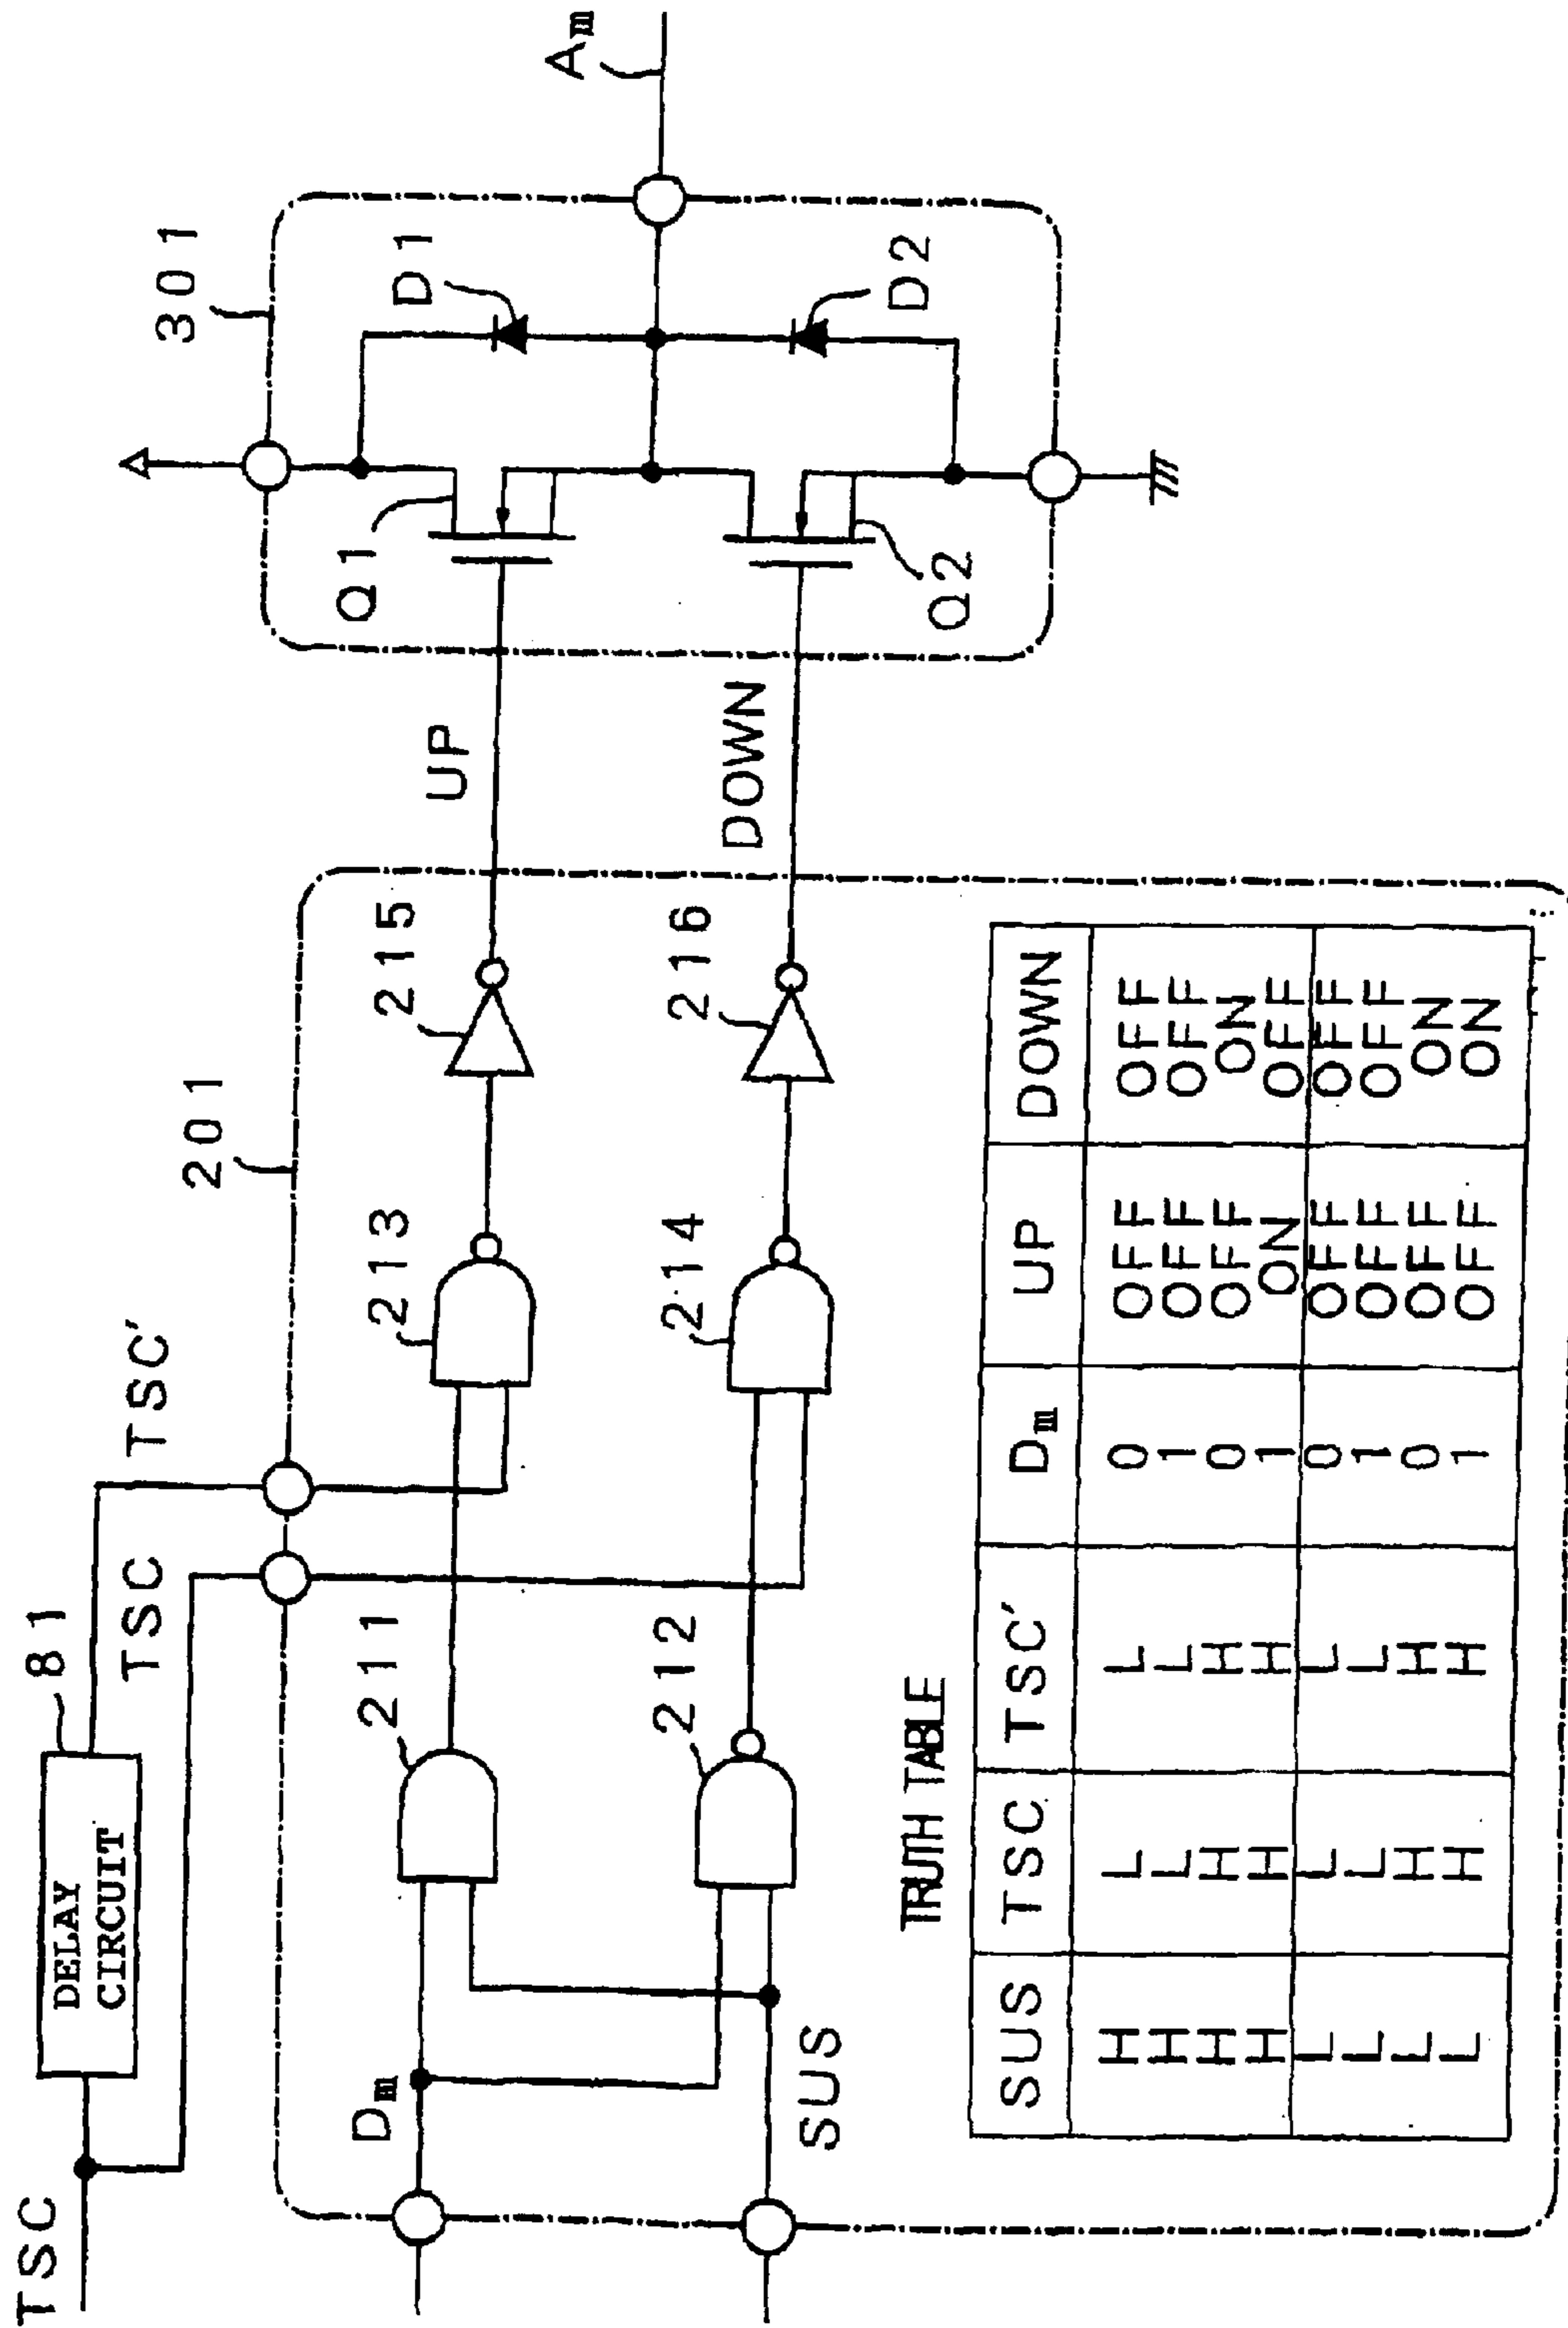 TSC
DELAY
CIRCUIT
81
TSC
TSC′
201
301
Dm
211
213
215
UP
Q1
D1
Am
SUS
212
214
216
DOWN
Q2
D2
TRUTH TABLE
SUS TSC TSC′ Dm UP DOWN
H L L 0 OFF OFF
H L L 1 OFF OFF
H H H 0 OFF ON
H H H 1 ON OFF
L L L 0 OFF OFF
L L L 1 OFF OFF
L H H 0 OFF ON
L H H 1 OFF ON